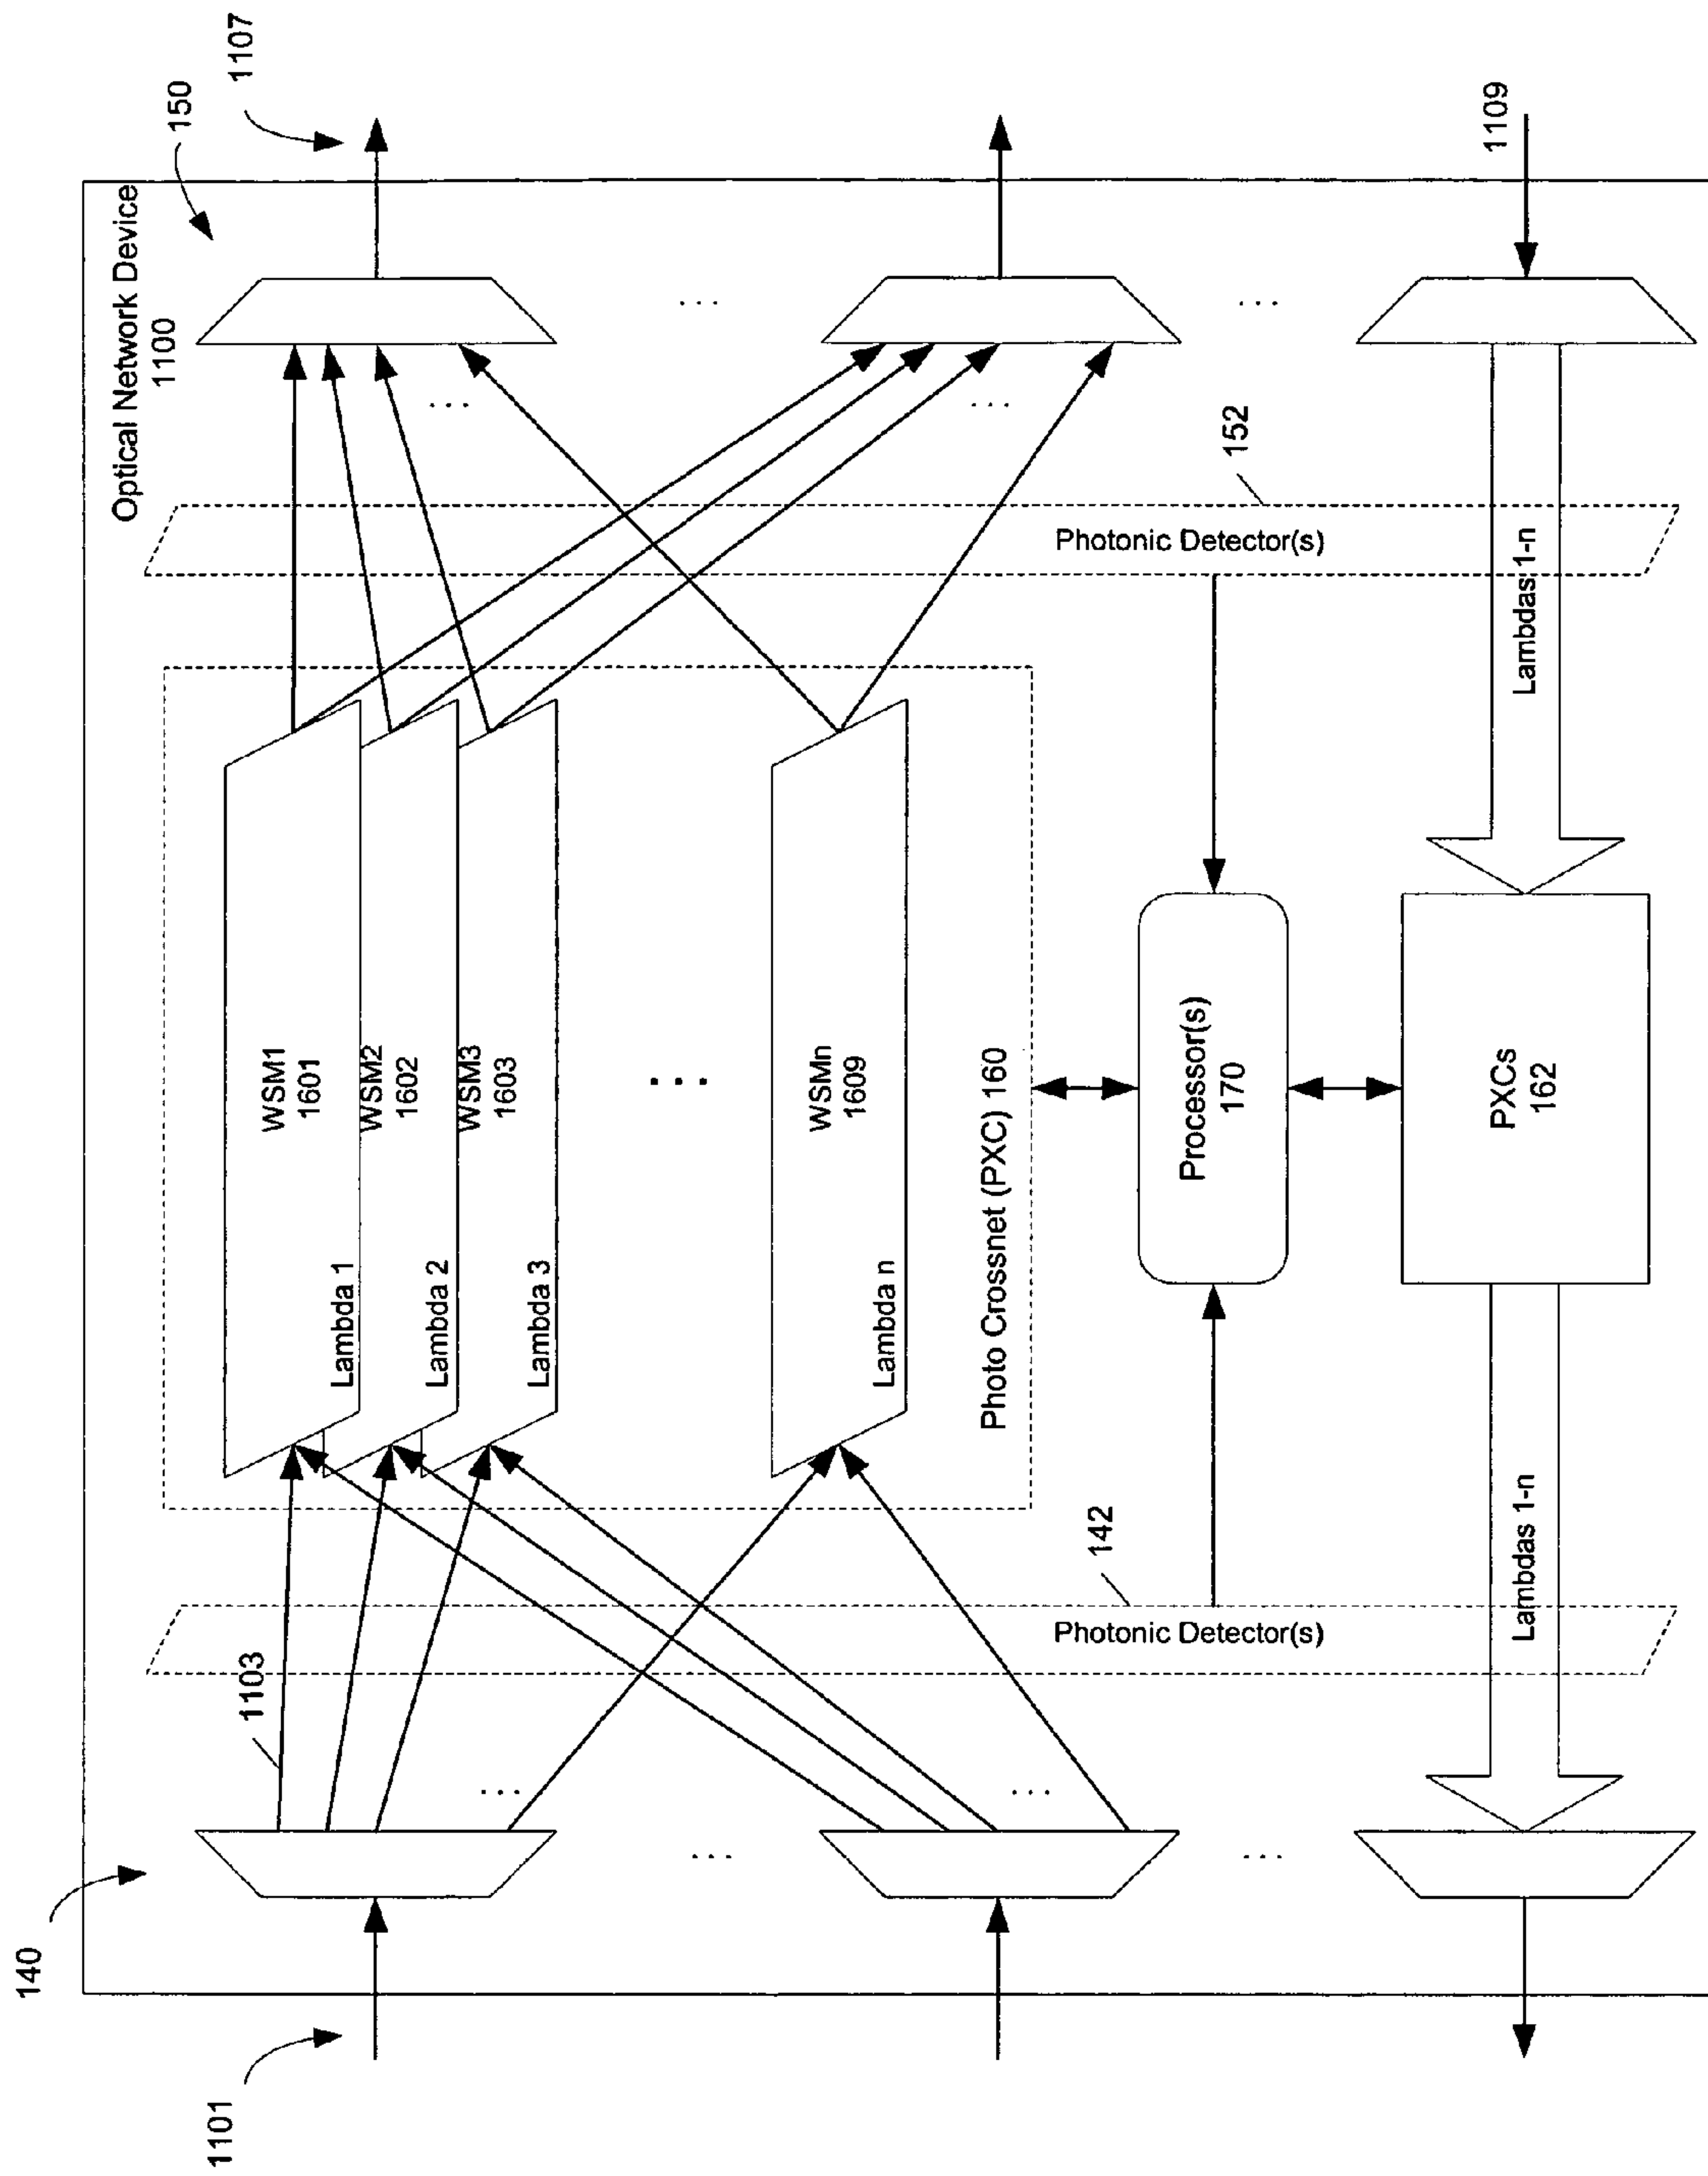 Optical Network Device
1100
150
1107
140
1101
1103
WSM1
1601
Lambda 1
WSM2
1602
Lambda 2
WSM3
1603
Lambda 3
...
WSMn
1609
Lambda n
Photo Crossnet (PXC) 160
...
...
...
...
...
...
...
...
142
Photonic Detector(s)
152
Photonic Detector(s)
Processor(s)
170
PXCs
162
Lambdas 1-n
Lambdas 1-n
1109